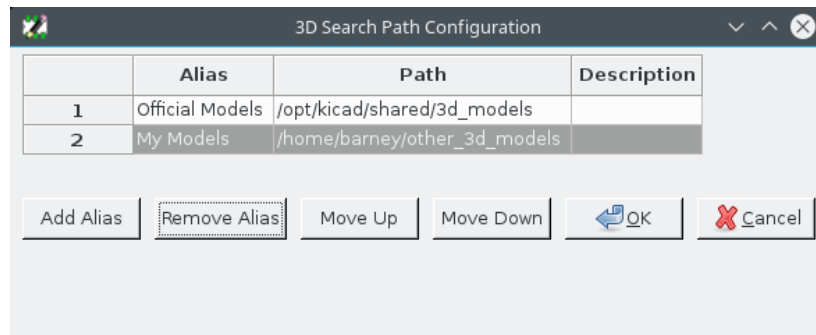 3D Search Path Configuration
Alias Path Description
1 Official Models /opt/kicad/shared/3d_models
2 My Models /home/barney/other_3d_models
Add Alias Remove Alias Move Up Move Down OK Cancel